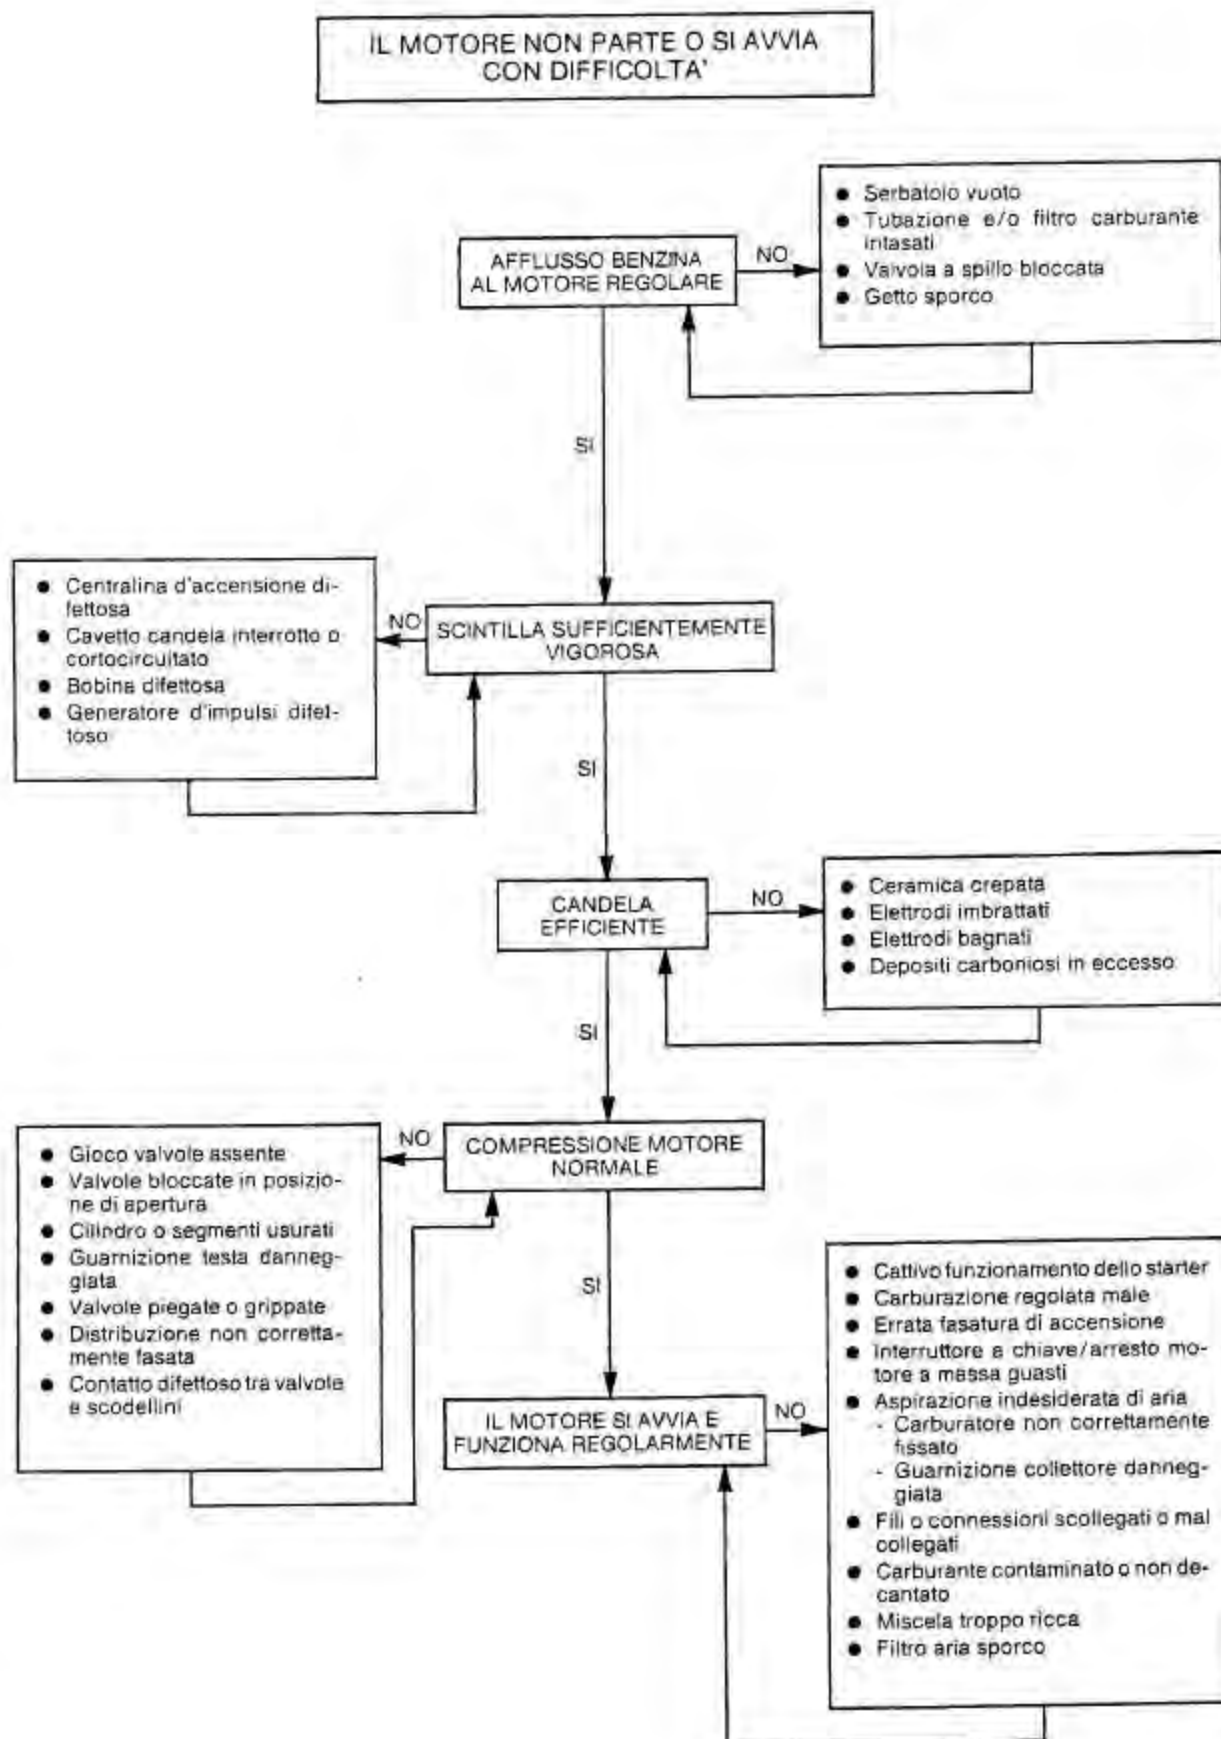 IL MOTORE NON PARTE O SI AVVIA
CON DIFFICOLTA'
AFFLUSSO BENZINA
AL MOTORE REGOLARE
NO
● Serbatoio vuoto
● Tubazione e/o filtro carburante
intasati
● Valvola a spillo bloccata
● Getto sporco
SI
● Centralina d'accensione di-
fettosa
● Cavetto candela interrotto o
cortocircuitato
● Bobina difettosa
● Generatore d'impulsi difet-
toso
NO
SCINTILLA SUFFICIENTEMENTE
VIGOROSA
SI
CANDELA
EFFICIENTE
NO
● Ceramica crepata
● Elettrodi imbrattati
● Elettrodi bagnati
● Depositi carboniosi in eccesso
SI
● Gioco valvole assente
● Valvole bloccate in posizio-
ne di apertura
● Cilindro o segmenti usurati
● Guarnizione testa danneg-
giata
● Valvole piegate o grippate
● Distribuzione non corretta-
mente fasata
● Contatto difettoso tra valvole
e scodellini
NO
COMPRESSIONE MOTORE
NORMALE
SI
IL MOTORE SI AVVIA E
FUNZIONA REGOLARMENTE
NO
● Cattivo funzionamento dello starter
● Carburazione regolata male
● Errata fasatura di accensione
● Interruttore a chiave/arresto mo-
tore a massa guasti
● Aspirazione indesiderata di aria
- Carburatore non correttamente
fissato
- Guarnizione collettore danneg-
giata
● Fili o connessioni scollegati o mal
collegati
● Carburante contaminato o non de-
cantato
● Miscela troppo ricca
● Filtro aria sporco